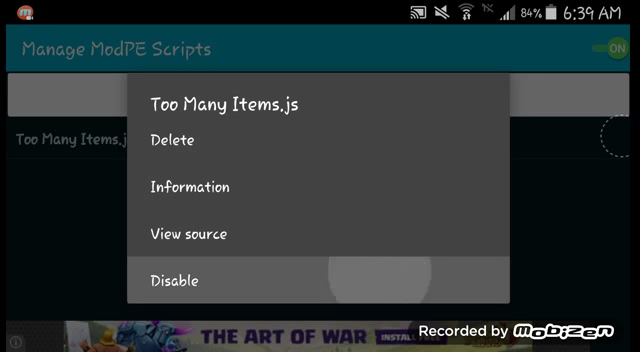 84% 6:39 AM
Manage ModPE Scripts
ON
Too Many Items.js
Delete
Too Many Items.j
Information
View source
Disable
THE ART OF WAR
INSTALL FREE
Recorded by mobizen